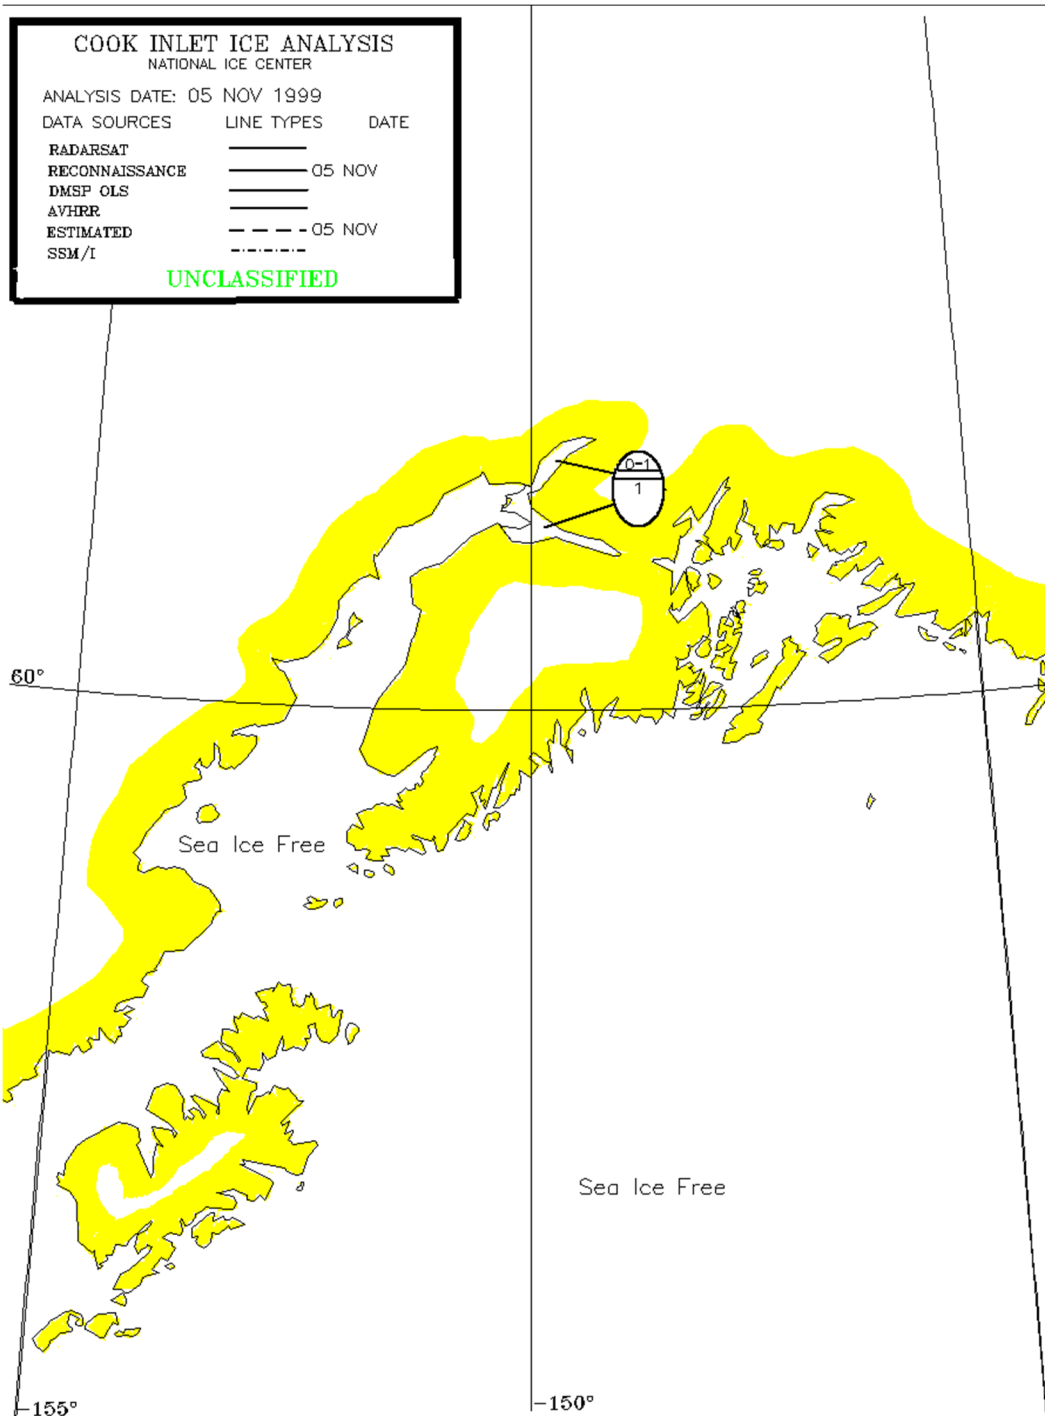 COOK INLET ICE ANALYSIS
NATIONAL ICE CENTER
ANALYSIS DATE: 05 NOV 1999
DATA SOURCES LINE TYPES DATE
RADARSAT
RECONNAISSANCE 05 NOV
DMSP OLS
AVHRR
ESTIMATED 05 NOV
SSM/I
UNCLASSIFIED
0-1
1
60°
Sea Ice Free
Sea Ice Free
-155°
-150°